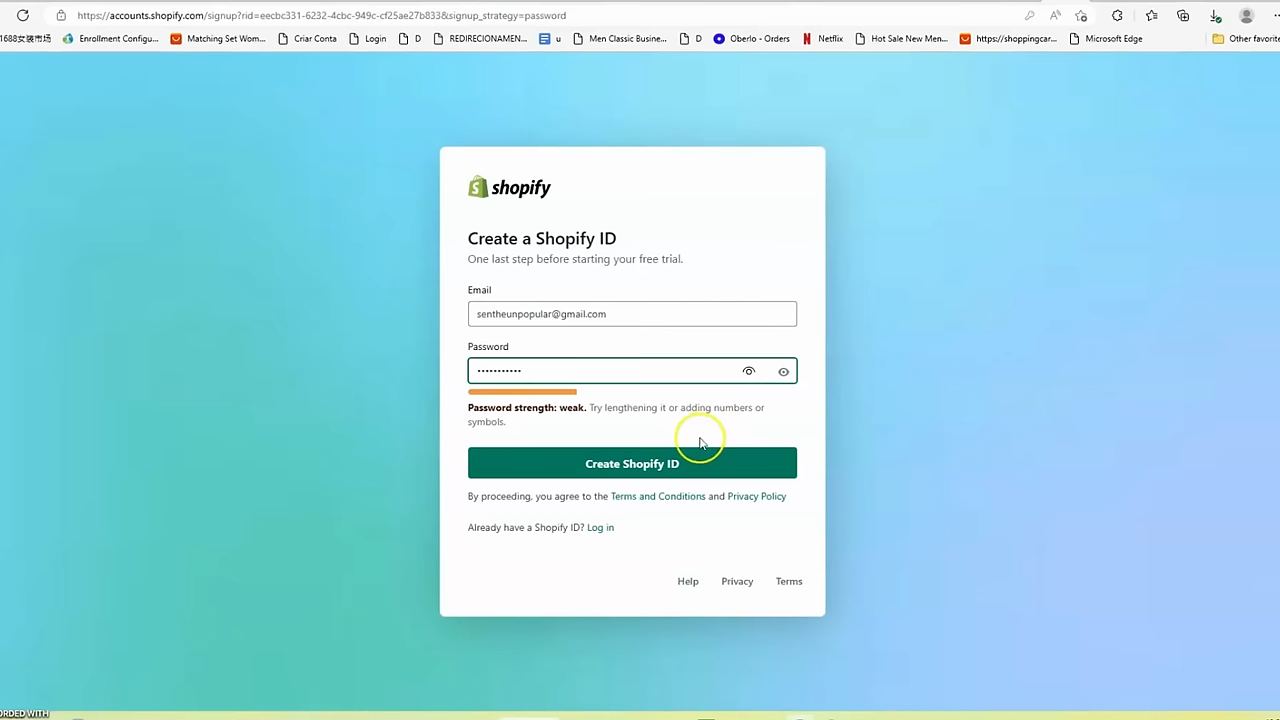 https://accounts.shopify.com/signup?rid=eecbc331-6232-4cbc-949c-cf25ae27b833&signup_strategy=password
1688女装市场 Enrollment Configu... Matching Set Wom... Criar Conta Login D REDIRECIONAMEN... u Men Classic Busine... D Oberlo - Orders Netflix Hot Sale New Men... https://shoppingcar... Microsoft Edge Other favorite
shopify
Create a Shopify ID
One last step before starting your free trial.
Email
sentheunpopular@gmail.com
Password
•••••••••••
Password strength: weak. Try lengthening it or adding numbers or
symbols.
Create Shopify ID
By proceeding, you agree to the Terms and Conditions and Privacy Policy
Already have a Shopify ID? Log in
Help Privacy Terms
ORDED WITH